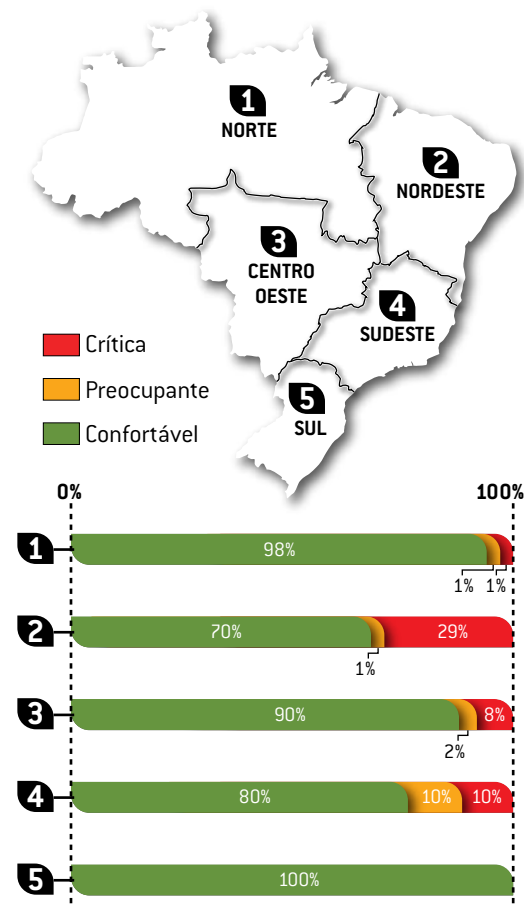 1
NORTE
2
NORDESTE
3
CENTRO
OESTE
4
SUDESTE
5
SUL
Crítica
Preocupante
Confortável
0% 100%
1 98%
1% 1%
2 70% 29%
1%
3 90% 8%
2%
4 80% 10% 10%
5 100%